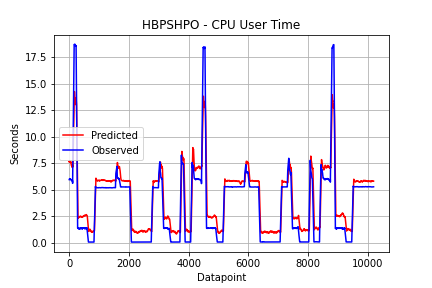 HBPSHPO - CPU User Time
17.5
15.0
12.5
10.0
7.5
5.0
2.5
0.0
Seconds
Predicted
Observed
0 2000 4000 6000 8000 10000
Datapoint